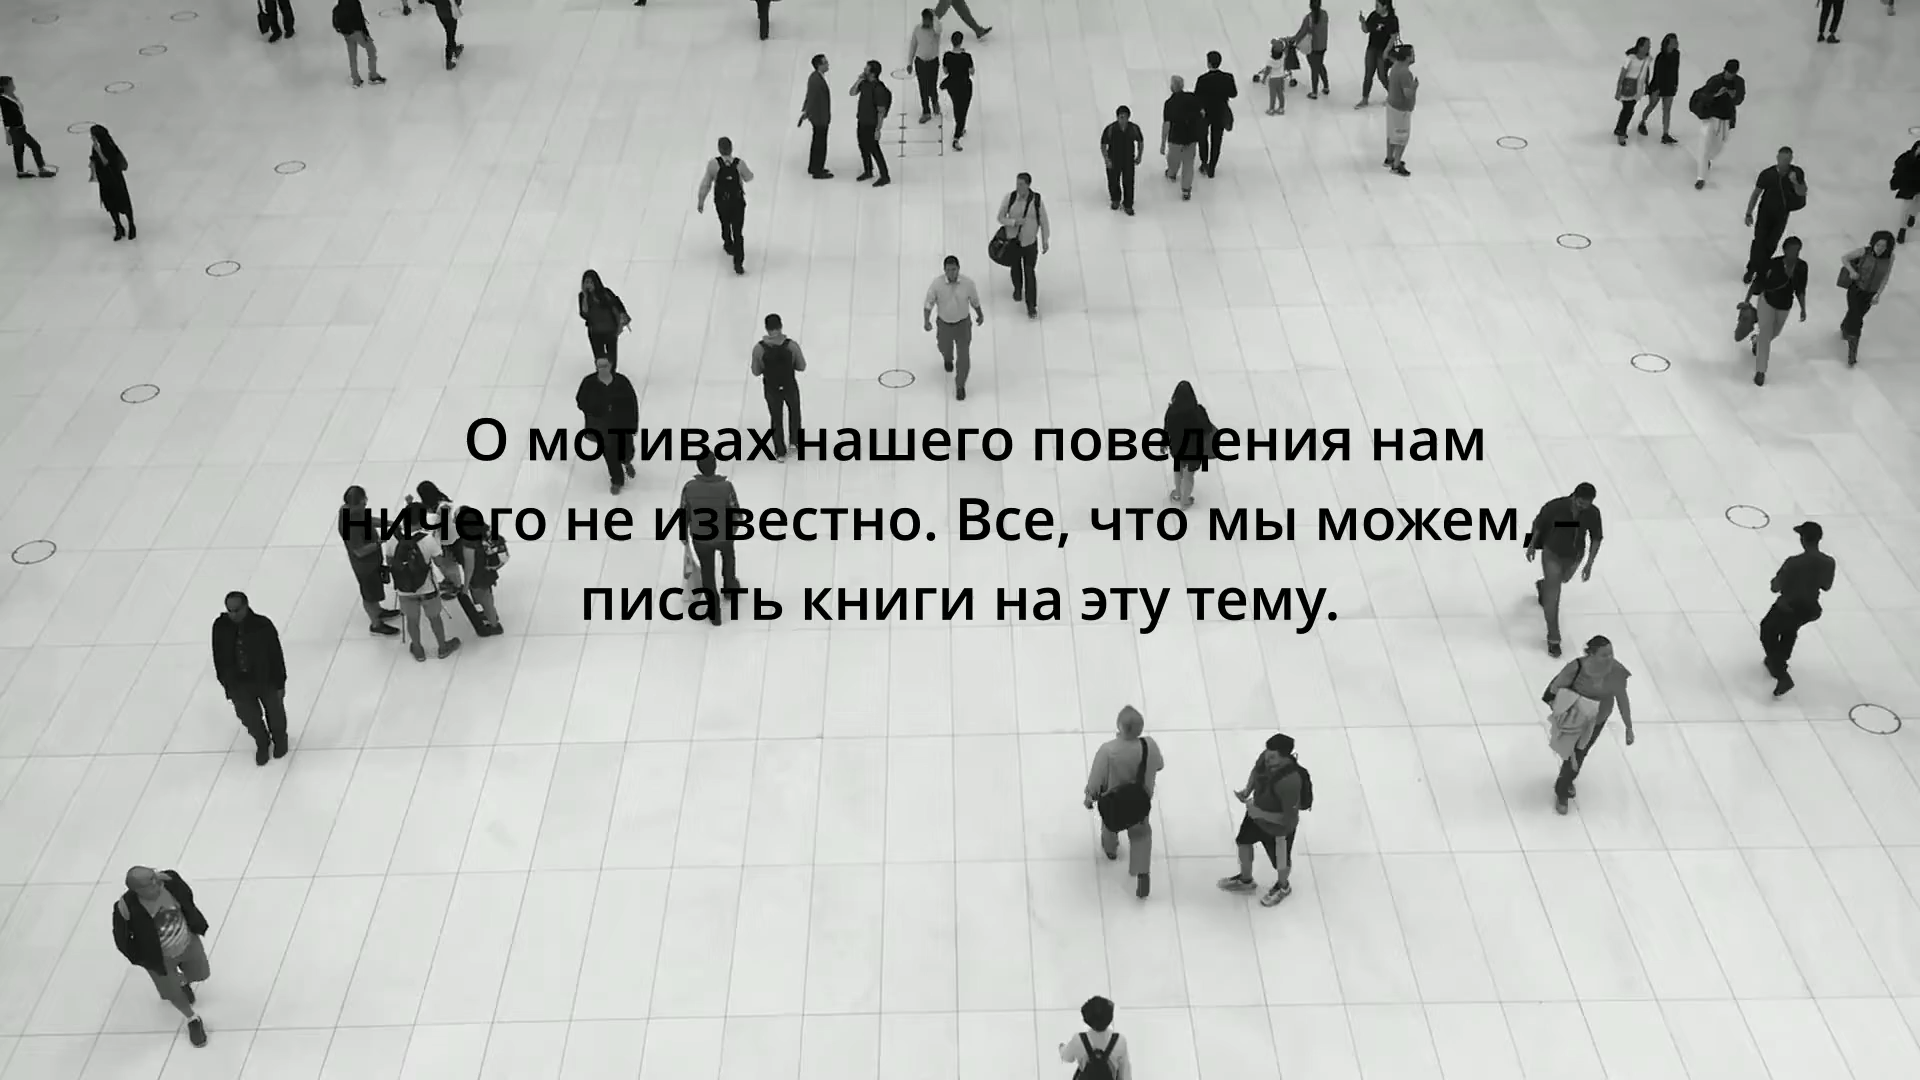 О мотивах нашего поведения нам
ничего не известно. Все, что мы можем, –
писать книги на эту тему.